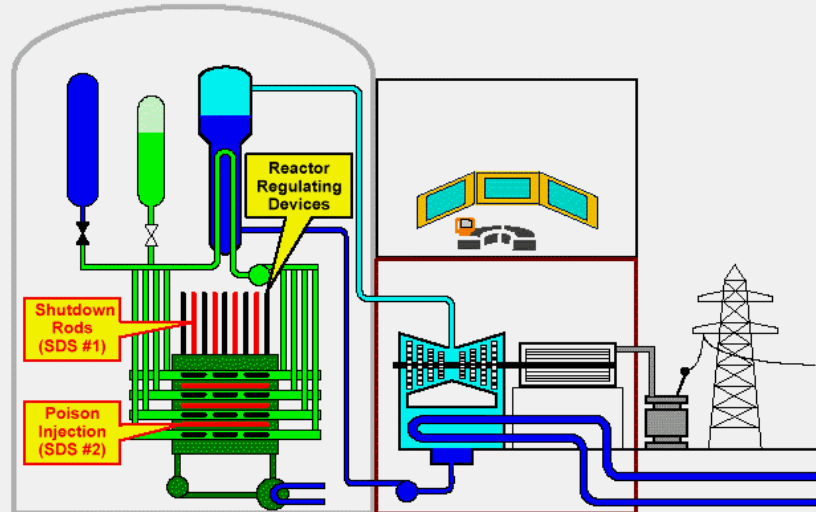 Reactor
Regulating
Devices
Shutdown
Rods
(SDS #1)
Poison
Injection
(SDS #2)